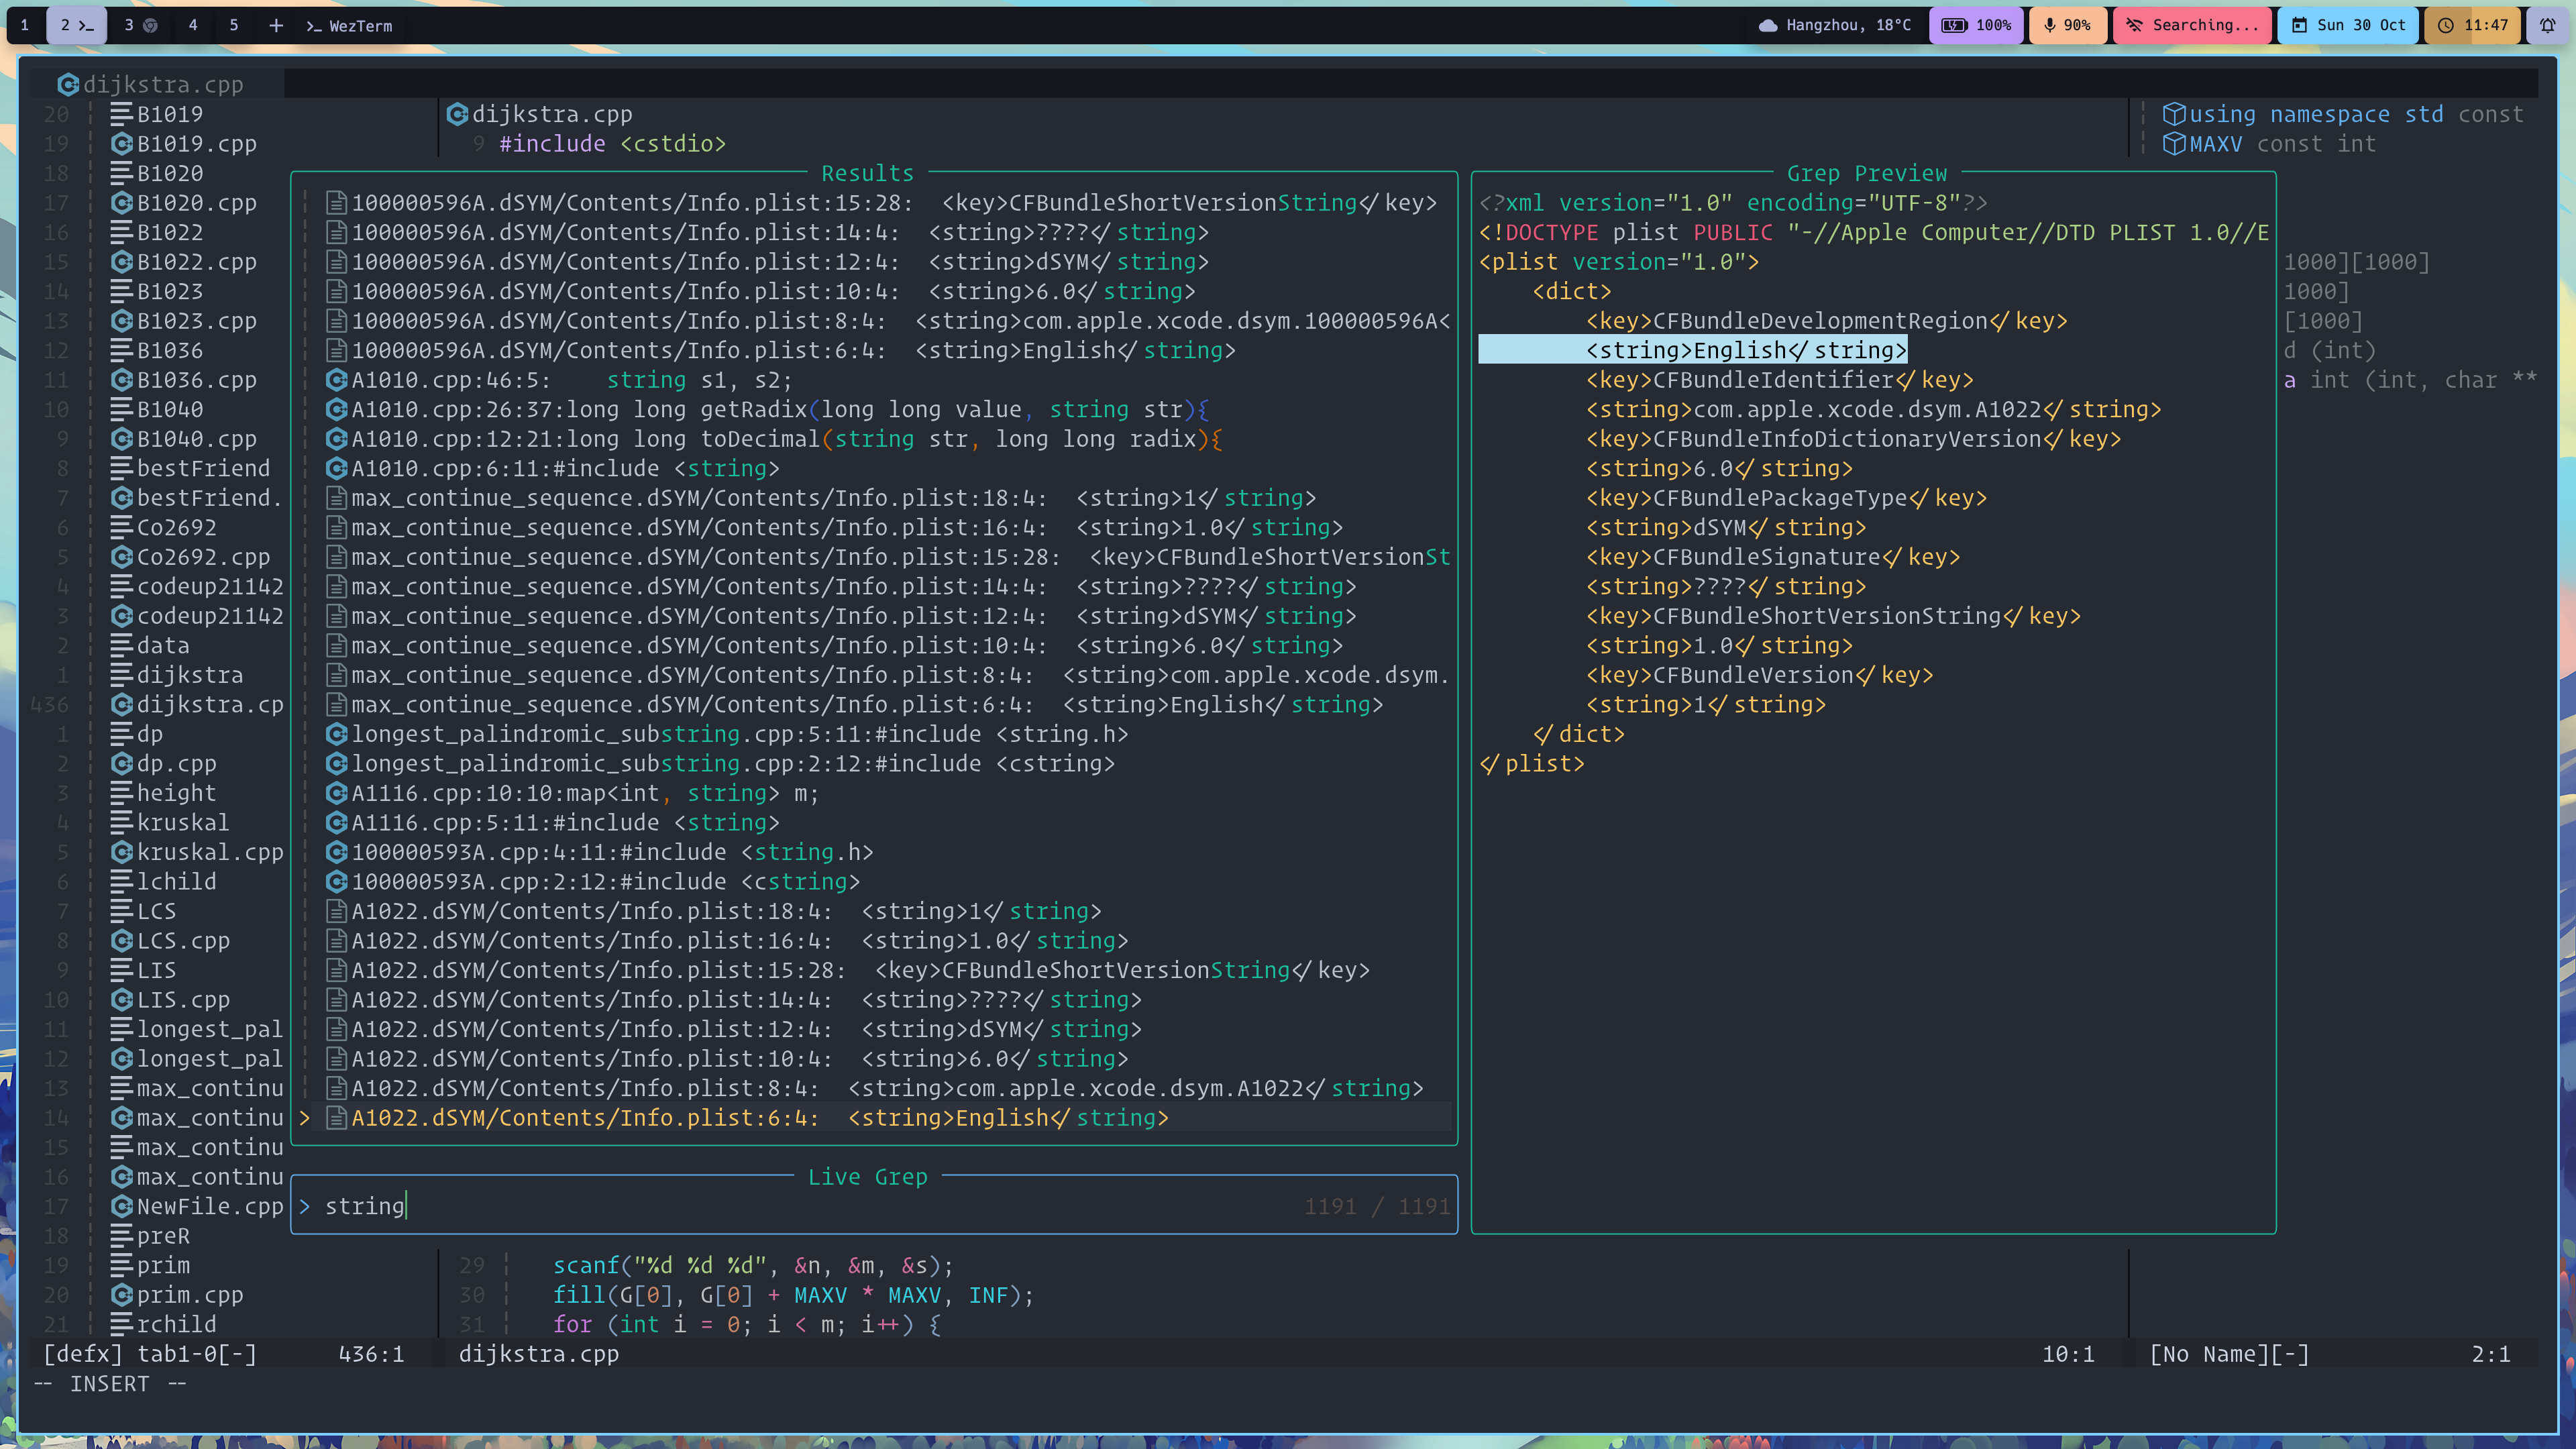 1 2 3 4 5 + WezTerm Hangzhou, 18°C 100% 90% Searching... Sun 30 Oct 11:47
dijkstra.cpp
20 B1019
19 B1019.cpp
18 B1020
17 B1020.cpp
16 B1022
15 B1022.cpp
14 B1023
13 B1023.cpp
12 B1036
11 B1036.cpp
10 B1040
9 B1040.cpp
8 bestFriend
7 bestFriend.
6 Co2692
5 Co2692.cpp
4 codeup21142
3 codeup21142
2 data
1 dijkstra
436 dijkstra.cp
1 dp
2 dp.cpp
3 height
4 kruskal
5 kruskal.cpp
6 lchild
7 LCS
8 LCS.cpp
9 LIS
10 LIS.cpp
11 longest_pal
12 longest_pal
13 max_continu
14 max_continu
15 max_continu
16 max_continu
17 NewFile.cpp
18 preR
19 prim
20 prim.cpp
21 rchild
dijkstra.cpp
9 #include <cstdio>
Results
100000596A.dSYM/Contents/Info.plist:15:28: <key>CFBundleShortVersionString</key>
100000596A.dSYM/Contents/Info.plist:14:4: <string>????</string>
100000596A.dSYM/Contents/Info.plist:12:4: <string>dSYM</string>
100000596A.dSYM/Contents/Info.plist:10:4: <string>6.0</string>
100000596A.dSYM/Contents/Info.plist:8:4: <string>com.apple.xcode.dsym.100000596A<
100000596A.dSYM/Contents/Info.plist:6:4: <string>English</string>
A1010.cpp:46:5: string s1, s2;
A1010.cpp:26:37:long long getRadix(long long value, string str){
A1010.cpp:12:21:long long toDecimal(string str, long long radix){
A1010.cpp:6:11:#include <string>
max_continue_sequence.dSYM/Contents/Info.plist:18:4: <string>1</string>
max_continue_sequence.dSYM/Contents/Info.plist:16:4: <string>1.0</string>
max_continue_sequence.dSYM/Contents/Info.plist:15:28: <key>CFBundleShortVersionSt
max_continue_sequence.dSYM/Contents/Info.plist:14:4: <string>????</string>
max_continue_sequence.dSYM/Contents/Info.plist:12:4: <string>dSYM</string>
max_continue_sequence.dSYM/Contents/Info.plist:10:4: <string>6.0</string>
max_continue_sequence.dSYM/Contents/Info.plist:8:4: <string>com.apple.xcode.dsym.
max_continue_sequence.dSYM/Contents/Info.plist:6:4: <string>English</string>
longest_palindromic_substring.cpp:5:11:#include <string.h>
longest_palindromic_substring.cpp:2:12:#include <cstring>
A1116.cpp:10:10:map<int, string> m;
A1116.cpp:5:11:#include <string>
100000593A.cpp:4:11:#include <string.h>
100000593A.cpp:2:12:#include <cstring>
A1022.dSYM/Contents/Info.plist:18:4: <string>1</string>
A1022.dSYM/Contents/Info.plist:16:4: <string>1.0</string>
A1022.dSYM/Contents/Info.plist:15:28: <key>CFBundleShortVersionString</key>
A1022.dSYM/Contents/Info.plist:14:4: <string>????</string>
A1022.dSYM/Contents/Info.plist:12:4: <string>dSYM</string>
A1022.dSYM/Contents/Info.plist:10:4: <string>6.0</string>
A1022.dSYM/Contents/Info.plist:8:4: <string>com.apple.xcode.dsym.A1022</string>
> A1022.dSYM/Contents/Info.plist:6:4: <string>English</string>
Live Grep
> string 1191 / 1191
29 scanf("%d %d %d", &n, &m, &s);
30 fill(G[0], G[0] + MAXV * MAXV, INF);
31 for (int i = 0; i < m; i++) {
Grep Preview
<?xml version="1.0" encoding="UTF-8"?>
<!DOCTYPE plist PUBLIC "-//Apple Computer//DTD PLIST 1.0//E
<plist version="1.0">
<dict>
<key>CFBundleDevelopmentRegion</key>
<string>English</string>
<key>CFBundleIdentifier</key>
<string>com.apple.xcode.dsym.A1022</string>
<key>CFBundleInfoDictionaryVersion</key>
<string>6.0</string>
<key>CFBundlePackageType</key>
<string>dSYM</string>
<key>CFBundleSignature</key>
<string>????</string>
<key>CFBundleShortVersionString</key>
<string>1.0</string>
<key>CFBundleVersion</key>
<string>1</string>
</dict>
</plist>
using namespace std const
MAXV const int
1000][1000]
1000]
[1000]
d (int)
a int (int, char **
[defx] tab1-0[-] 436:1 dijkstra.cpp 10:1 [No Name][-] 2:1
-- INSERT --